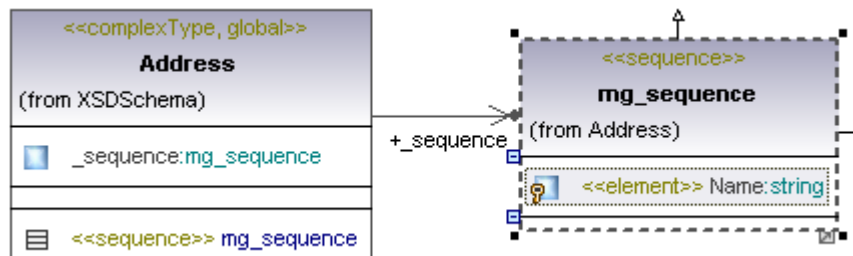 <<complexType, global>>
Address
(from XSDSchema)
_sequence:mg_sequence
<<sequence>> mg_sequence
+_sequence
<<sequence>>
mg_sequence
(from Address)
<<element>> Name:string